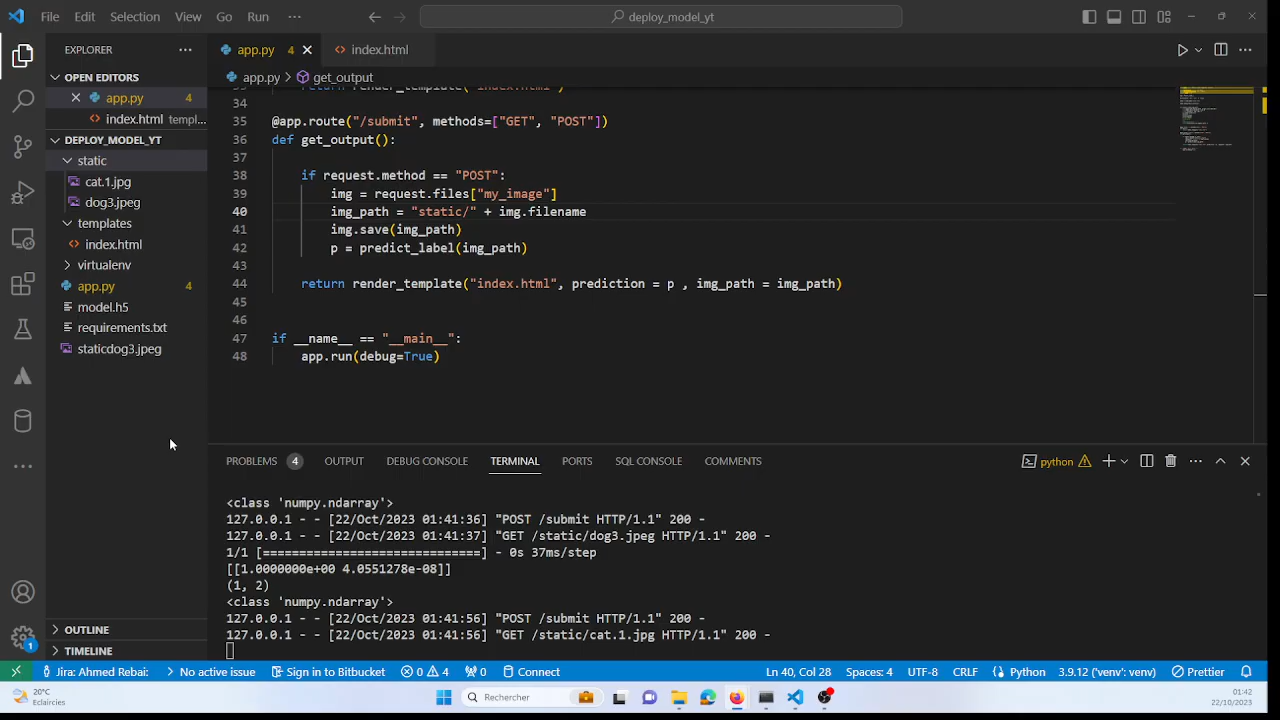 File Edit Selection View Go Run ···
deploy_model_yt
EXPLORER ···
OPEN EDITORS
app.py 4
index.html templ...
DEPLOY_MODEL_YT
static
cat.1.jpg
dog3.jpeg
templates
index.html
virtualenv
app.py 4
model.h5
requirements.txt
staticdog3.jpeg
OUTLINE
TIMELINE
app.py 4
index.html
app.py > get_output
33 return render_template("index.html")
34
35 @app.route("/submit", methods=["GET", "POST"])
36 def get_output():
37
38 if request.method == "POST":
39 img = request.files["my_image"]
40 img_path = "static/" + img.filename
41 img.save(img_path)
42 p = predict_label(img_path)
43
44 return render_template("index.html", prediction = p , img_path = img_path)
45
46
47 if __name__ == "__main__":
48 app.run(debug=True)
PROBLEMS 4 OUTPUT DEBUG CONSOLE TERMINAL PORTS SQL CONSOLE COMMENTS
python
<class 'numpy.ndarray'>
127.0.0.1 - - [22/Oct/2023 01:41:36] "POST /submit HTTP/1.1" 200 -
127.0.0.1 - - [22/Oct/2023 01:41:37] "GET /static/dog3.jpeg HTTP/1.1" 200 -
1/1 [==============================] - 0s 37ms/step
[[1.0000000e+00 4.0551278e-08]]
(1, 2)
<class 'numpy.ndarray'>
127.0.0.1 - - [22/Oct/2023 01:41:56] "POST /submit HTTP/1.1" 200 -
127.0.0.1 - - [22/Oct/2023 01:41:56] "GET /static/cat.1.jpg HTTP/1.1" 200 -
1
Jira: Ahmed Rebai: > No active issue Sign in to Bitbucket 0 4 0 Connect Ln 40, Col 28 Spaces: 4 UTF-8 CRLF Python 3.9.12 ('venv': venv) Prettier
20°C
Eclaircies
Rechercher
01:42
22/10/2023